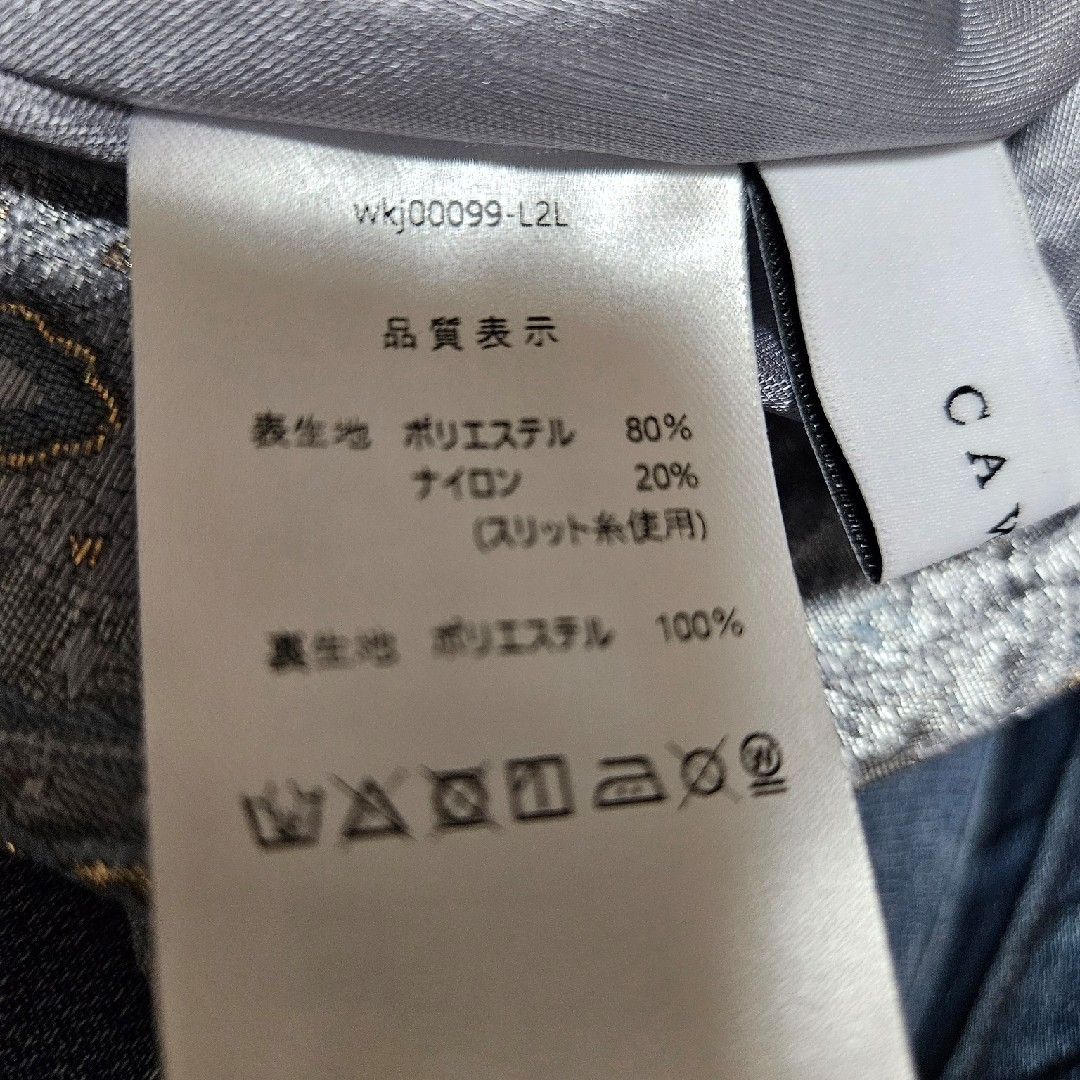 wkj00099-L2L
品質表示
表生地 ポリエステル 80%
ナイロン 20%
(スリット糸使用)
裏生地 ポリエステル 100%
CAV